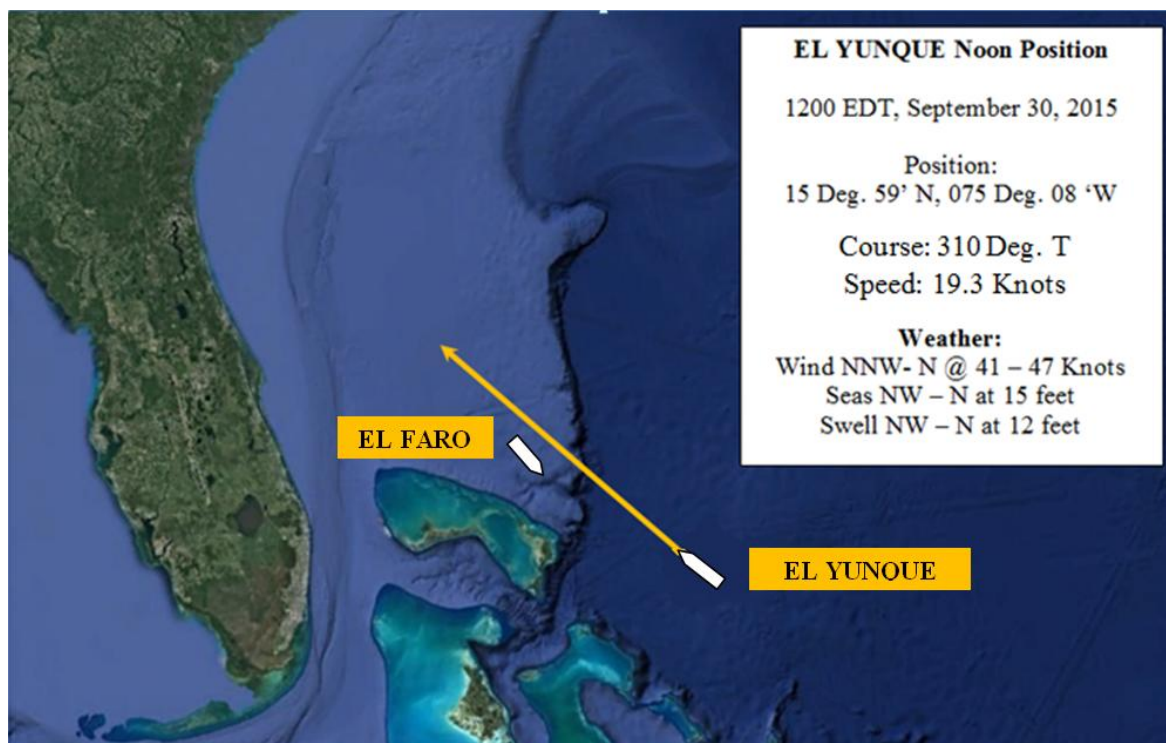 EL YUNQUE Noon Position
1200 EDT, September 30, 2015
Position:
15 Deg. 59’ N, 075 Deg. 08 ‘W
Course: 310 Deg. T
Speed: 19.3 Knots
Weather:
Wind NNW- N @ 41 – 47 Knots
Seas NW – N at 15 feet
Swell NW – N at 12 feet
EL FARO
EL YUNQUE